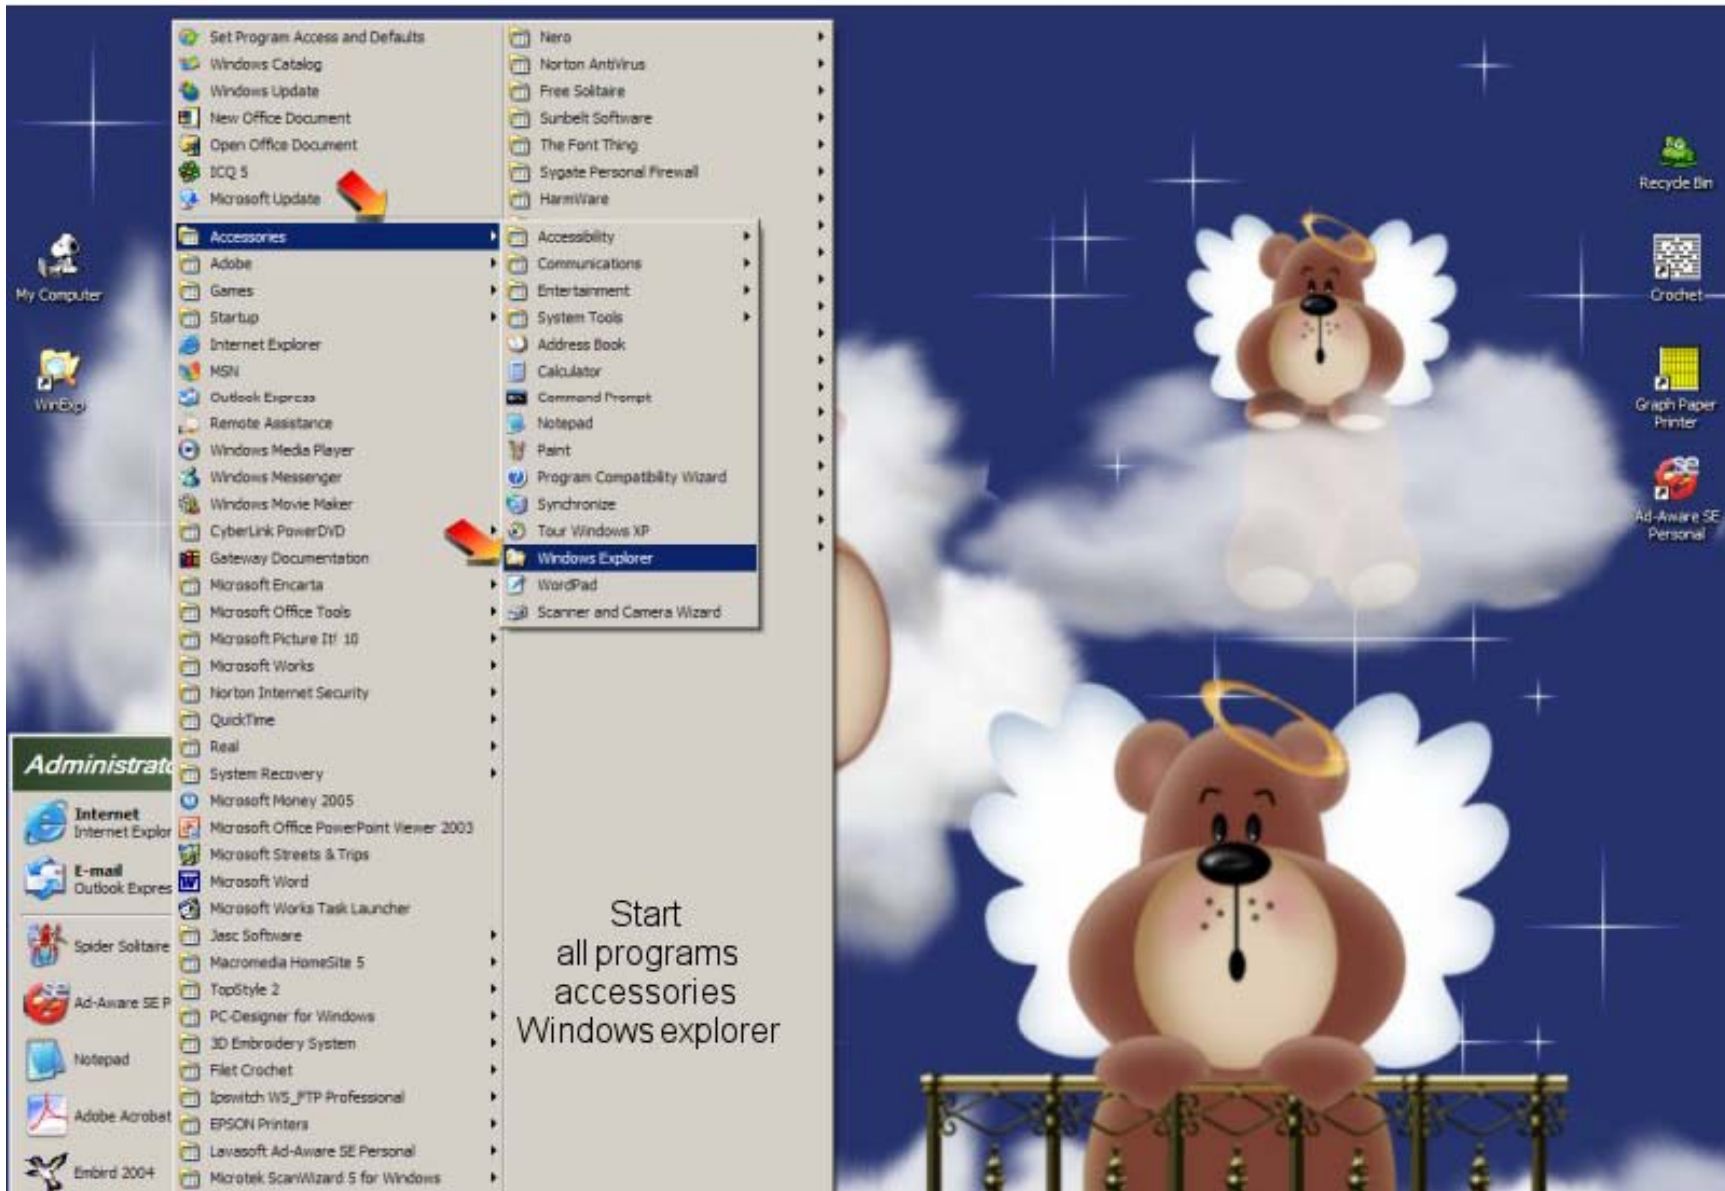 Set Program Access and Defaults
Windows Catalog
Windows Update
New Office Document
Open Office Document
ICQ 5
Microsoft Update
Accessories
Adobe
Games
Startup
Internet Explorer
MSN
Outlook Express
Remote Assistance
Windows Media Player
Windows Messenger
Windows Movie Maker
CyberLink PowerDVD
Gateway Documentation
Microsoft Encarta
Microsoft Office Tools
Microsoft Picture It! 10
Microsoft Works
Norton Internet Security
QuickTime
Real
System Recovery
Microsoft Money 2005
Microsoft Office PowerPoint Viewer 2003
Microsoft Streets & Trips
Microsoft Word
Microsoft Works Task Launcher
Jasc Software
Macromedia HomeSite 5
TopStyle 2
PC-Designer for Windows
3D Embroidery System
Filet Crochet
Ipswitch WS_FTP Professional
EPSON Printers
Lavasoft Ad-Aware SE Personal
Microtek ScanWizard 5 for Windows
Nero
Norton AntiVirus
Free Solitaire
Sunbelt Software
The Font Thing
Sygate Personal Firewall
HarmWare
Accessibility
Communications
Entertainment
System Tools
Address Book
Calculator
Command Prompt
Notepad
Paint
Program Compatibility Wizard
Synchronize
Tour Windows XP
Windows Explorer
WordPad
Scanner and Camera Wizard
Start
all programs
accessories
Windows explorer
My Computer
WinExp
Administrato
Internet
Internet Explor
E-mail
Outlook Expres
Spider Solitaire
Ad-Aware SE P
Notepad
Adobe Acrobat
Embird 2004
Recycle Bin
Crochet
Graph Paper
Printer
Ad-Aware SE
Personal